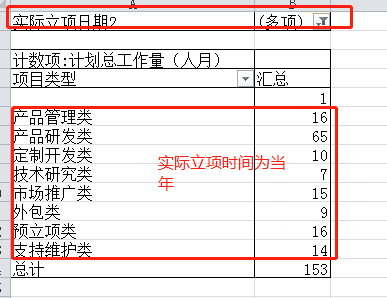 A B
实际立项日期2 (多项)
计数项:计划总工作量（人月）
项目类型 汇总
1
产品管理类 16
产品研发类 65
定制开发类 10
技术研究类 7
市场推广类 15
外包类 9
预立项类 16
支持维护类 14
总计 153
实际立项时间为当
年